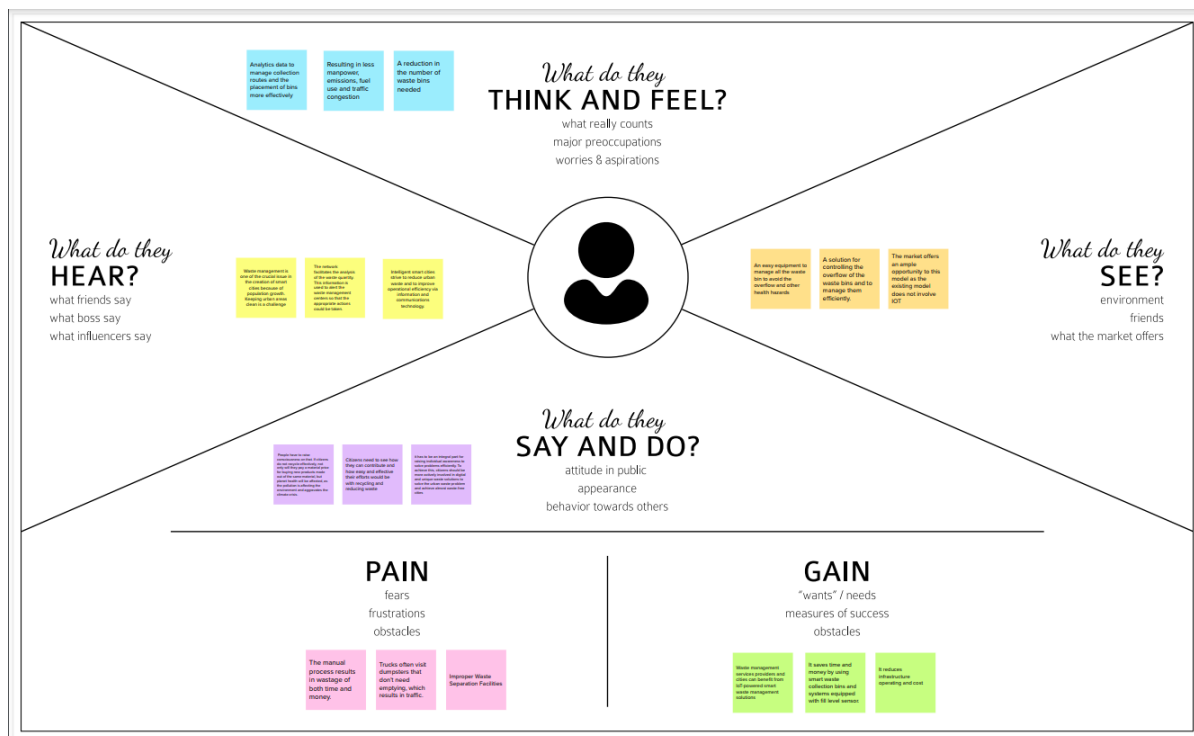 Analytics data to
manage collection
routes and the
placement of bins
more effectively
Resulting in less
manpower,
emissions, fuel
use and traffic
congestion
A reduction in
the number of
waste bins
needed
What do they
THINK AND FEEL?
what really counts
major preoccupations
worries & aspirations
What do they
HEAR?
what friends say
what boss say
what influencers say
Waste management is
one of the crucial issue in
the creation of smart
cities because of
population growth.
Keeping urban areas
clean is a challenge
The network
facilitates the analysis
of the waste quantity.
This information is
used to alert the
waste management
centers so that the
appropriate actions
could be taken.
Intelligent smart cities
strive to reduce urban
waste and to improve
operational efficiency via
information and
communications
technology.
An easy equipment to
manage all the waste
bin to avoid the
overflow and other
health hazards
A solution for
controlling the
overflow of the
waste bins and to
manage them
efficiently.
The market offers
an ample
opportunity to this
model as the
existing model
does not involve
IOT
What do they
SEE?
environment
friends
what the market offers
What do they
SAY AND DO?
attitude in public
appearance
behavior towards others
Citizens need to see how
they can contribute and
how easy and effective
their efforts would be
with recycling and
reducing waste
PAIN
fears
frustrations
obstacles
The manual
process results
in wastage of
both time and
money.
Trucks often visit
dumpsters that
don't need
emptying, which
results in traffic.
Improper Waste
Separation Facilities
GAIN
"wants" / needs
measures of success
obstacles
Waste management
services providers and
cities can benefit from
IoT-powered smart
waste management
solutions
It saves time and
money by using
smart waste
collection bins and
systems equipped
with fill level sensor.
It reduces
infrastructure
operating and cost